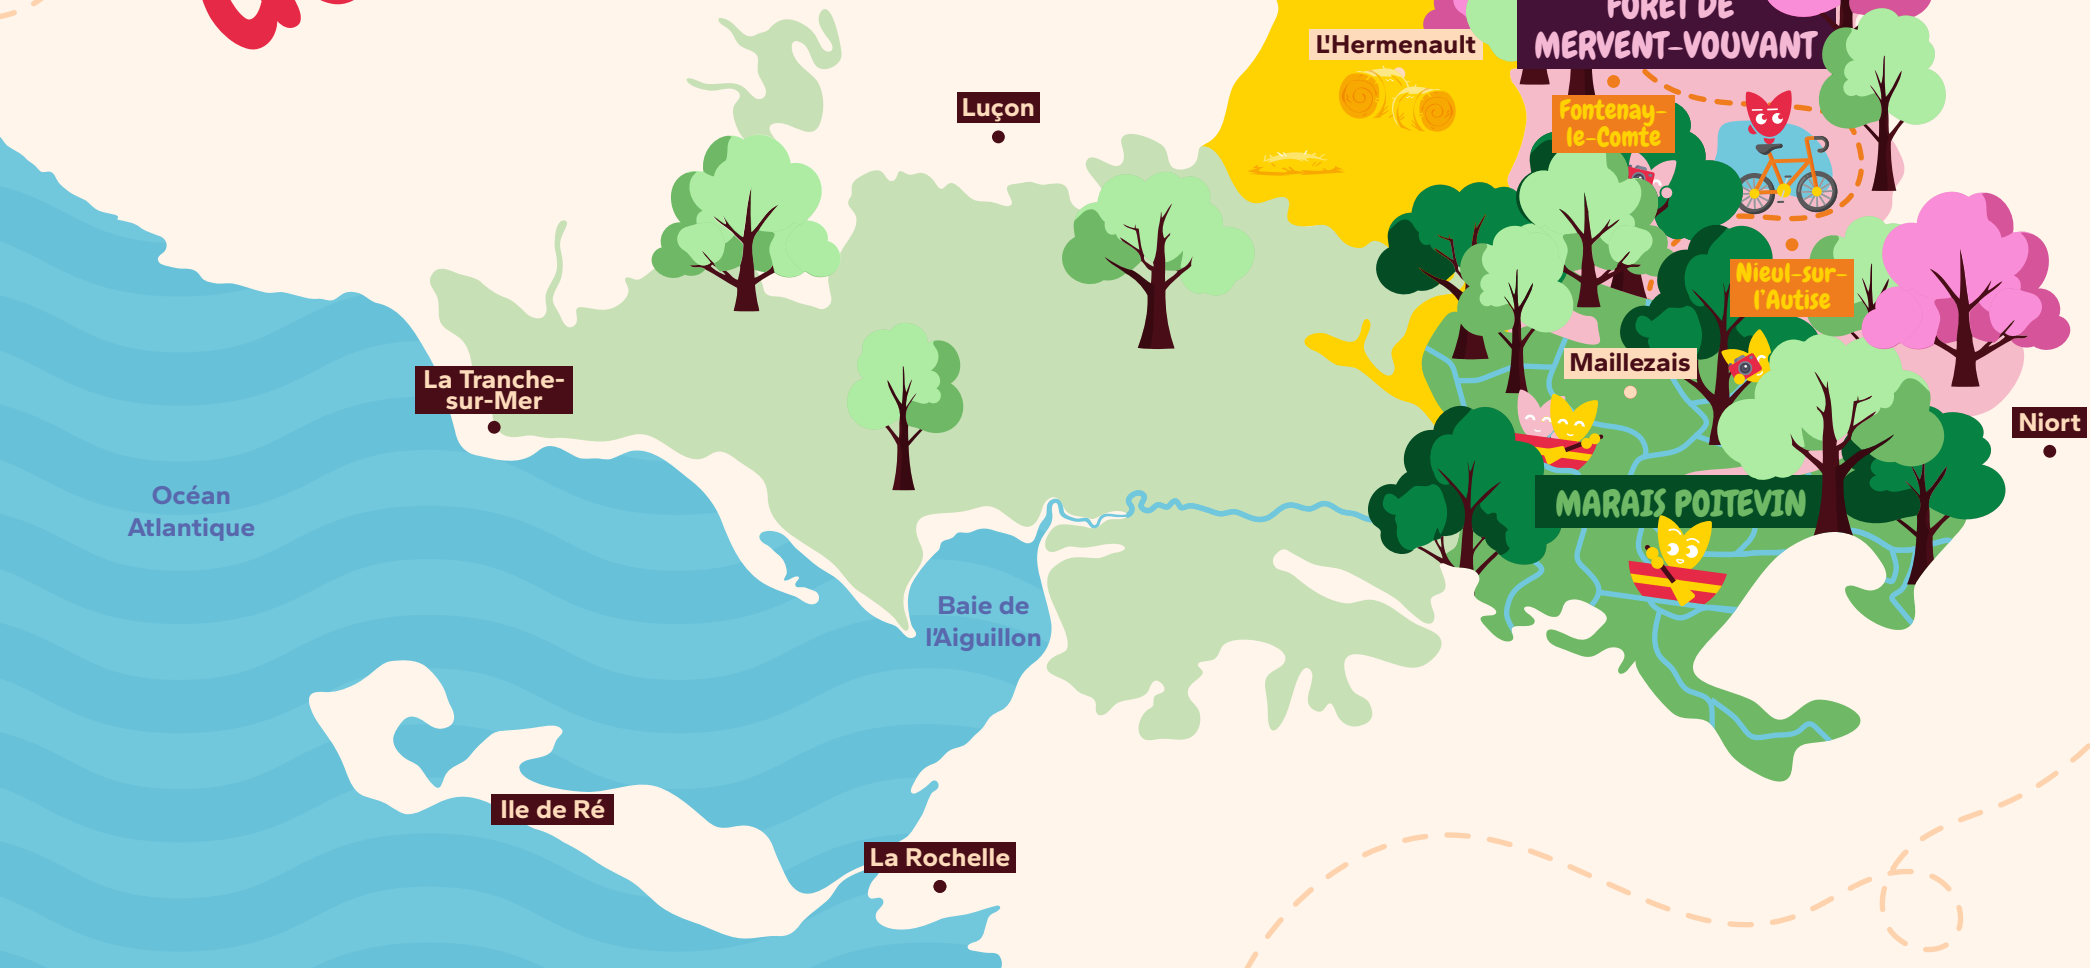 FORÊT DE
MERVENT-VOUVANT
L'Hermenault
Luçon
Fontenay-
le-Comte
Nieul-sur-
l'Autise
Maillezais
La Tranche-
sur-Mer
Niort
Océan
Atlantique
MARAIS POITEVIN
Baie de
l'Aiguillon
Ile de Ré
La Rochelle